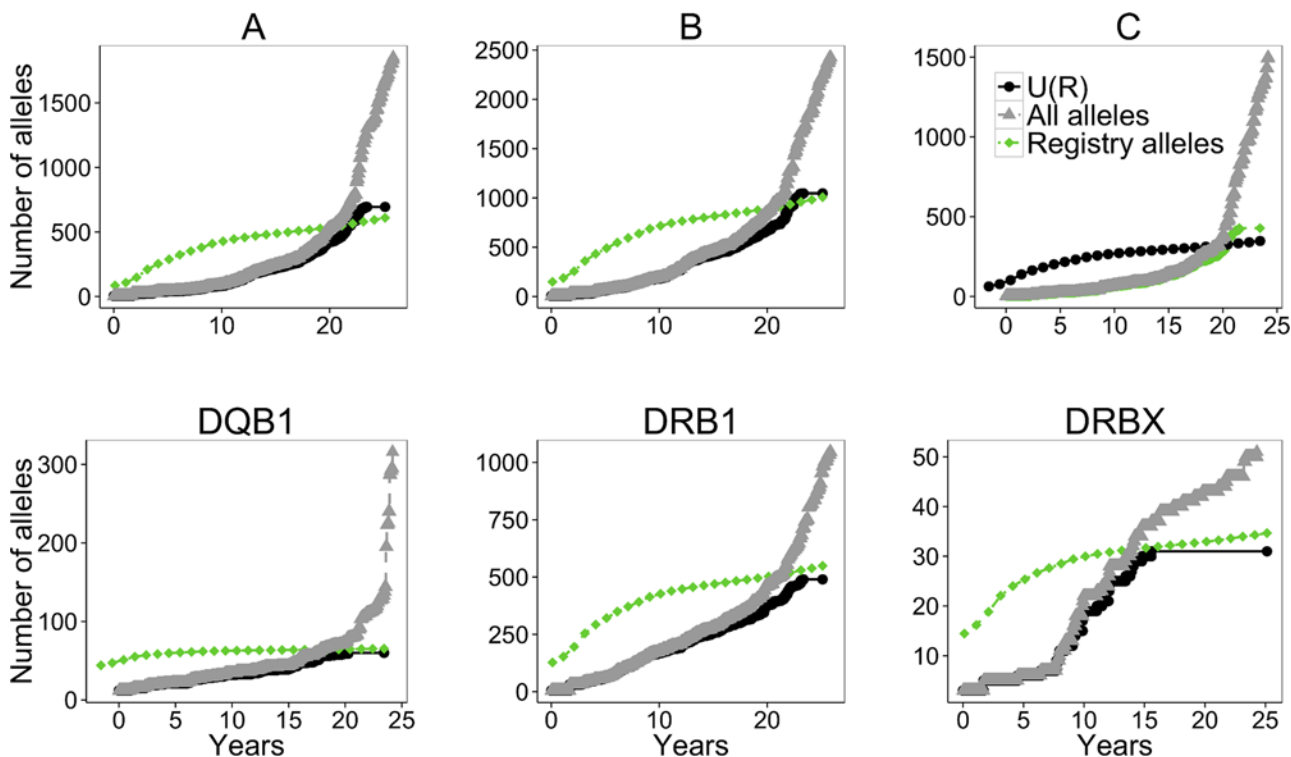 A
Number of alleles
1500
1000
500
0
0 10 20
B
2500
2000
1500
1000
500
0
0 10 20
C
1500
1000
500
0
0 5 10 15 20 25
U(R)
All alleles
Registry alleles
DQB1
Number of alleles
300
200
100
0
0 5 10 15 20 25
Years
DRB1
1000
750
500
250
0
0 10 20
Years
DRBX
50
40
30
20
10
0 5 10 15 20 25
Years